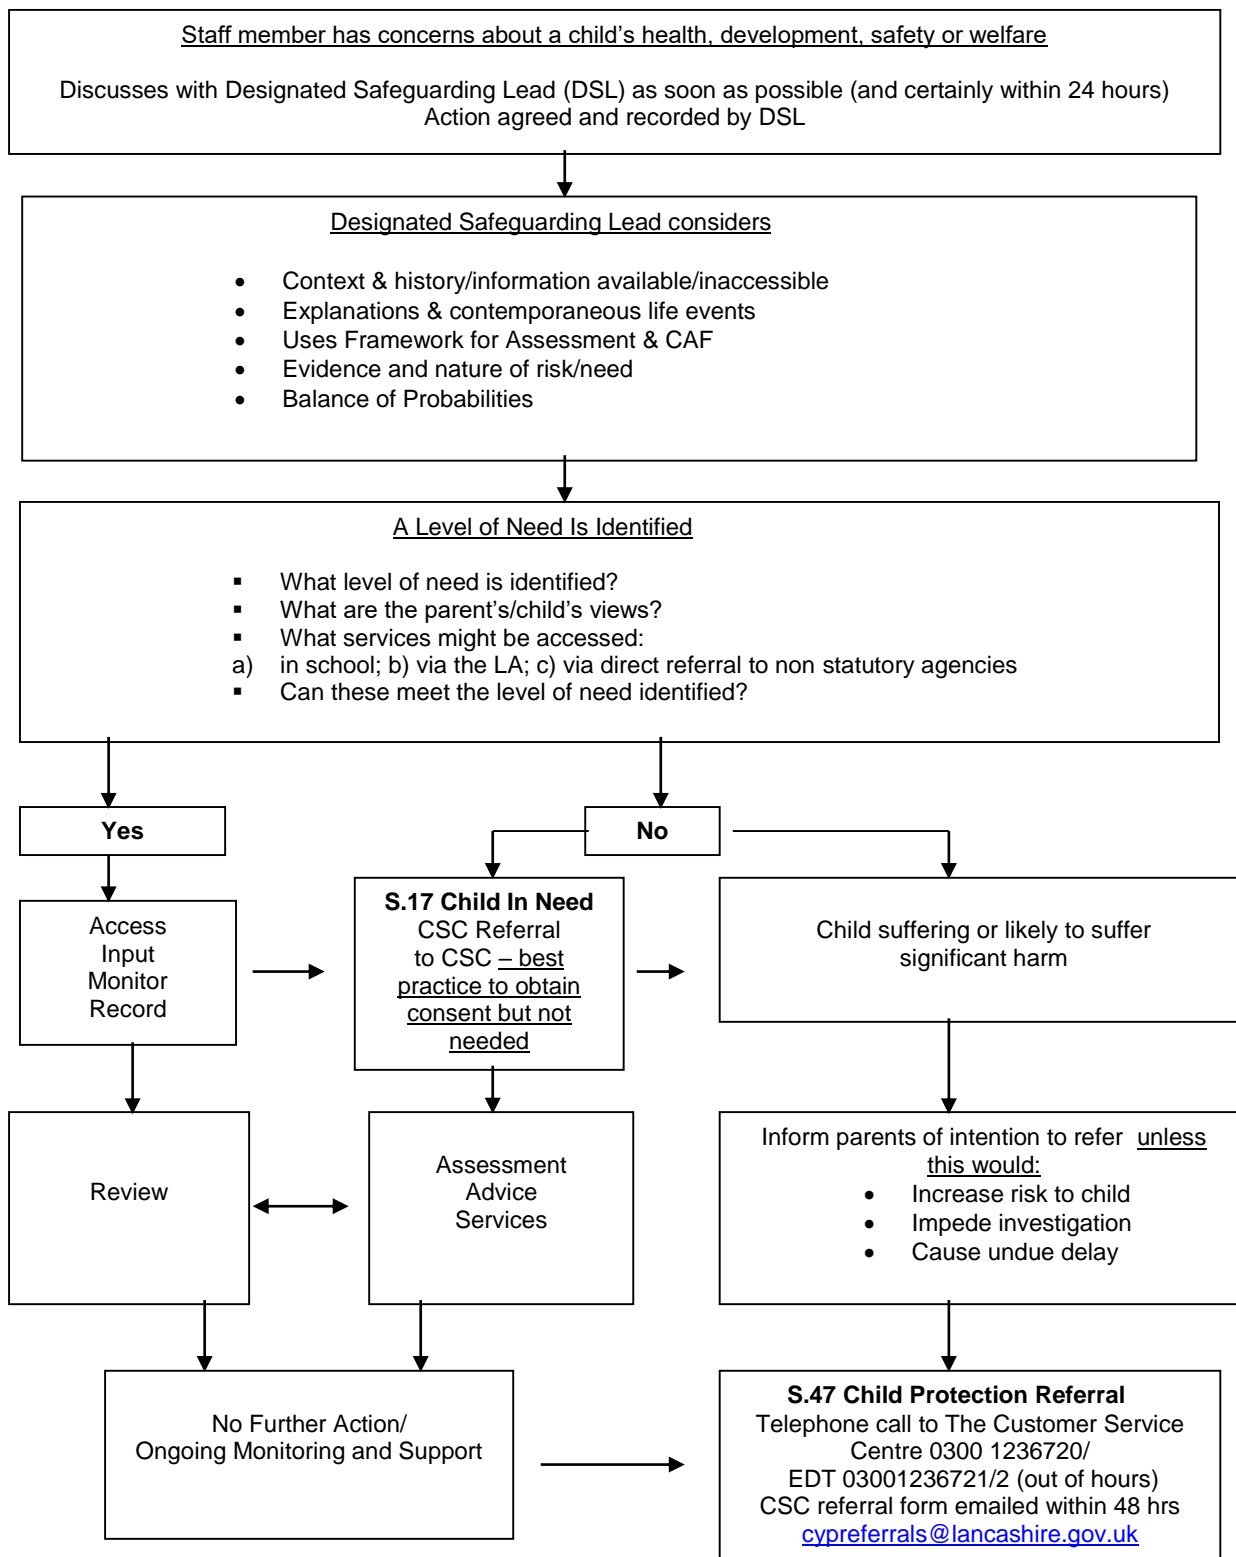 Staff member has concerns about a child's health, development, safety or welfare
Discusses with Designated Safeguarding Lead (DSL) as soon as possible (and certainly within 24 hours)
Action agreed and recorded by DSL
Designated Safeguarding Lead considers
• Context & history/information available/inaccessible
• Explanations & contemporaneous life events
• Uses Framework for Assessment & CAF
• Evidence and nature of risk/need
• Balance of Probabilities
A Level of Need Is Identified
▪ What level of need is identified?
▪ What are the parent's/child's views?
▪ What services might be accessed:
a) in school; b) via the LA; c) via direct referral to non statutory agencies
▪ Can these meet the level of need identified?
Yes
No
Access
Input
Monitor
Record
S.17 Child In Need
CSC Referral
to CSC – best
practice to obtain
consent but not
needed
Child suffering or likely to suffer
significant harm
Review
Assessment
Advice
Services
Inform parents of intention to refer unless
this would:
• Increase risk to child
• Impede investigation
• Cause undue delay
No Further Action/
Ongoing Monitoring and Support
S.47 Child Protection Referral
Telephone call to The Customer Service
Centre 0300 1236720/
EDT 03001236721/2 (out of hours)
CSC referral form emailed within 48 hrs
cypreferrals@lancashire.gov.uk